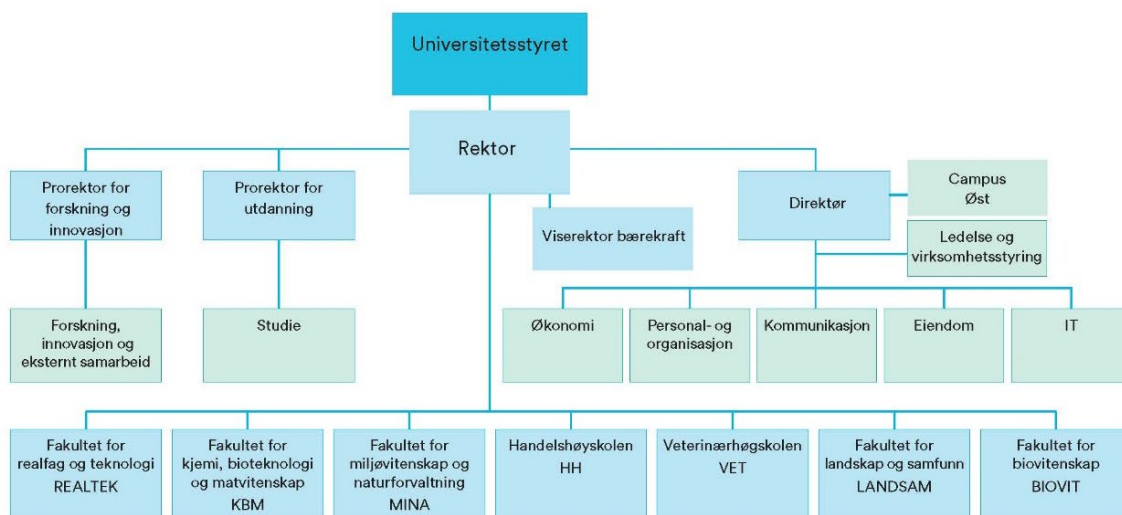 Universitetsstyret
Rektor
Prorektor for
forskning og
innovasjon
Prorektor for
utdanning
Viserektor bærekraft
Direktør
Campus
Øst
Ledelse og
virksomhetsstyring
Forskning,
innovasjon og
eksternt samarbeid
Studie
Økonomi
Personal- og
organisasjon
Kommunikasjon
Eiendom
IT
Fakultet for
realfag og teknologi
REALTEK
Fakultet for
kjemi, bioteknologi
og matvitenskap
KBM
Fakultet for
miljøvitenskap og
naturforvaltning
MINA
Handelshøyskolen
HH
Veterinærhøgskolen
VET
Fakultet for
landskap og samfunn
LANDSAM
Fakultet for
biovitenskap
BIOVIT